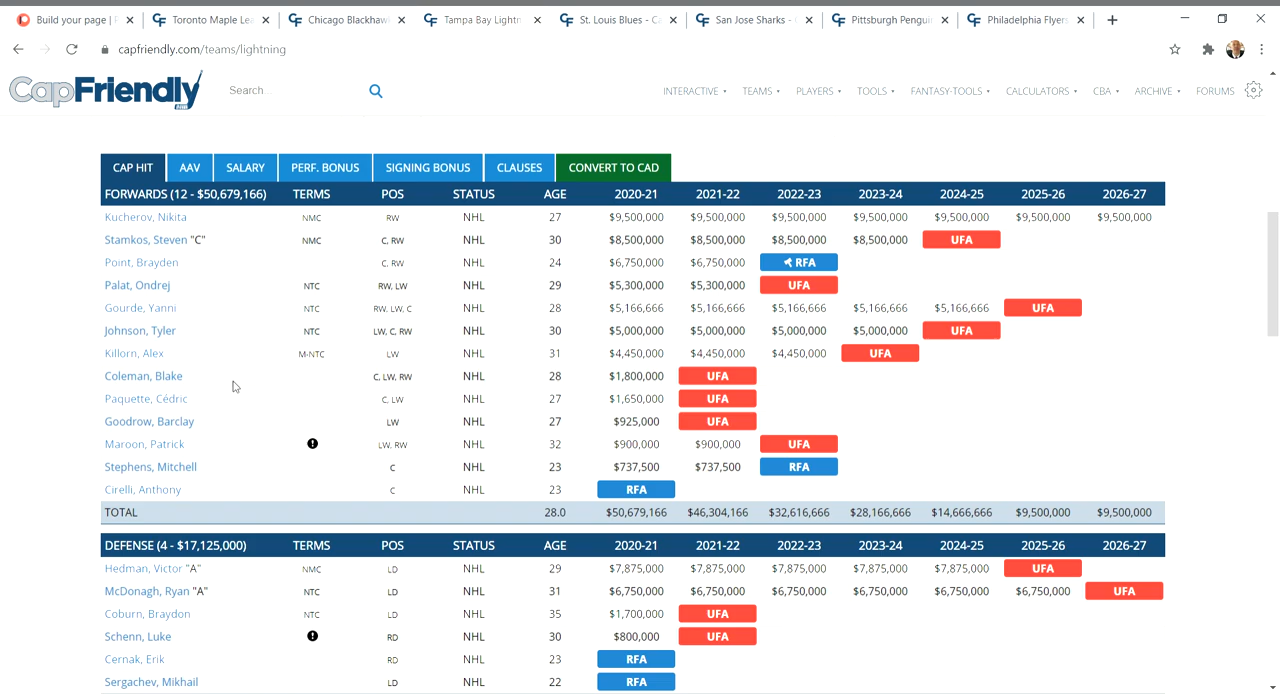 Build your page | Toronto Maple Lea Chicago Blackhaw Tampa Bay Lightn St. Louis Blues - Ca San Jose Sharks - C Pittsburgh Penguin Philadelphia Flyers
capfriendly.com/teams/lightning
CapFriendly Search... INTERACTIVE TEAMS PLAYERS TOOLS FANTASY-TOOLS CALCULATORS CBA ARCHIVE FORUMS
CAP HIT AAV SALARY PERF. BONUS SIGNING BONUS CLAUSES CONVERT TO CAD
FORWARDS (12 - $50,679,166) TERMS POS STATUS AGE 2020-21 2021-22 2022-23 2023-24 2024-25 2025-26 2026-27
Kucherov, Nikita NMC RW NHL 27 $9,500,000 $9,500,000 $9,500,000 $9,500,000 $9,500,000 $9,500,000 $9,500,000
Stamkos, Steven "C" NMC C, RW NHL 30 $8,500,000 $8,500,000 $8,500,000 $8,500,000 UFA
Point, Brayden C, RW NHL 24 $6,750,000 $6,750,000 RFA
Palat, Ondrej NTC RW, LW NHL 29 $5,300,000 $5,300,000 UFA
Gourde, Yanni NTC RW, LW, C NHL 28 $5,166,666 $5,166,666 $5,166,666 $5,166,666 $5,166,666 UFA
Johnson, Tyler NTC LW, C, RW NHL 30 $5,000,000 $5,000,000 $5,000,000 $5,000,000 UFA
Killorn, Alex M-NTC LW NHL 31 $4,450,000 $4,450,000 $4,450,000 UFA
Coleman, Blake C, LW, RW NHL 28 $1,800,000 UFA
Paquette, Cédric C, LW NHL 27 $1,650,000 UFA
Goodrow, Barclay LW NHL 27 $925,000 UFA
Maroon, Patrick LW, RW NHL 32 $900,000 $900,000 UFA
Stephens, Mitchell C NHL 23 $737,500 $737,500 RFA
Cirelli, Anthony C NHL 23 RFA
TOTAL 28.0 $50,679,166 $46,304,166 $32,616,666 $28,166,666 $14,666,666 $9,500,000 $9,500,000
DEFENSE (4 - $17,125,000) TERMS POS STATUS AGE 2020-21 2021-22 2022-23 2023-24 2024-25 2025-26 2026-27
Hedman, Victor "A" NMC LD NHL 29 $7,875,000 $7,875,000 $7,875,000 $7,875,000 $7,875,000 UFA
McDonagh, Ryan "A" NTC LD NHL 31 $6,750,000 $6,750,000 $6,750,000 $6,750,000 $6,750,000 $6,750,000 UFA
Coburn, Braydon NTC LD NHL 35 $1,700,000 UFA
Schenn, Luke RD NHL 30 $800,000 UFA
Cernak, Erik RD NHL 23 RFA
Sergachev, Mikhail LD NHL 22 RFA